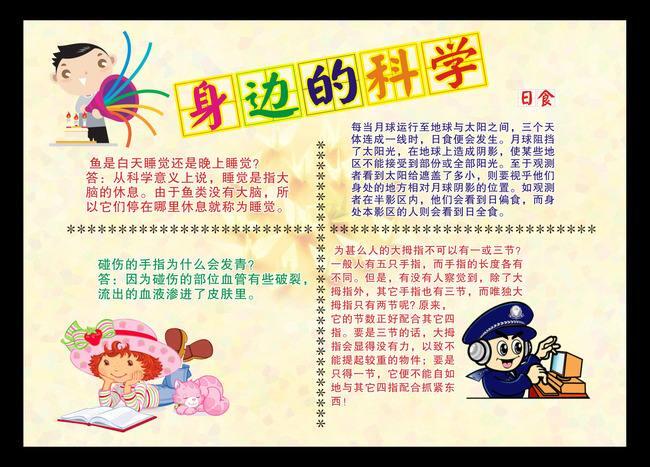 身边的科学
日食
每当月球运行至地球与太阳之间，三个天
体连成一线时，日食便会发生。月球阻挡
了太阳光，在地球上造成阴影，使某些地
区不能接受到部份或全部阳光。至于观测
者看到太阳给遮盖了多小，则要视乎他们
身处的地方相对月球阴影的位置。如观测
者在半影区内，他们会看到日偏食，而身
处本影区的人则会看到日全食。
鱼是白天睡觉还是晚上睡觉？
答：从科学意义上说，睡觉是指大
脑的休息。由于鱼类没有大脑，所
以它们停在哪里休息就称为睡觉。
碰伤的手指为什么会发青？
答：因为碰伤的部位血管有些破裂，
流出的血液渗进了皮肤里。
为甚么人的大拇指不可以有一或三节？
一般人有五只手指，而手指的长度各有
不同。但是，有没有人察觉到，除了大
拇指外，其它手指也有三节，而唯独大
拇指只有两节呢？原来，
它的节数正好配合其它四
指。要是三节的话，大拇
指会显得没有力，以致不
能提起较重的物件；要是
只得一节，它便不能自如
地与其它四指配合抓紧东
西！